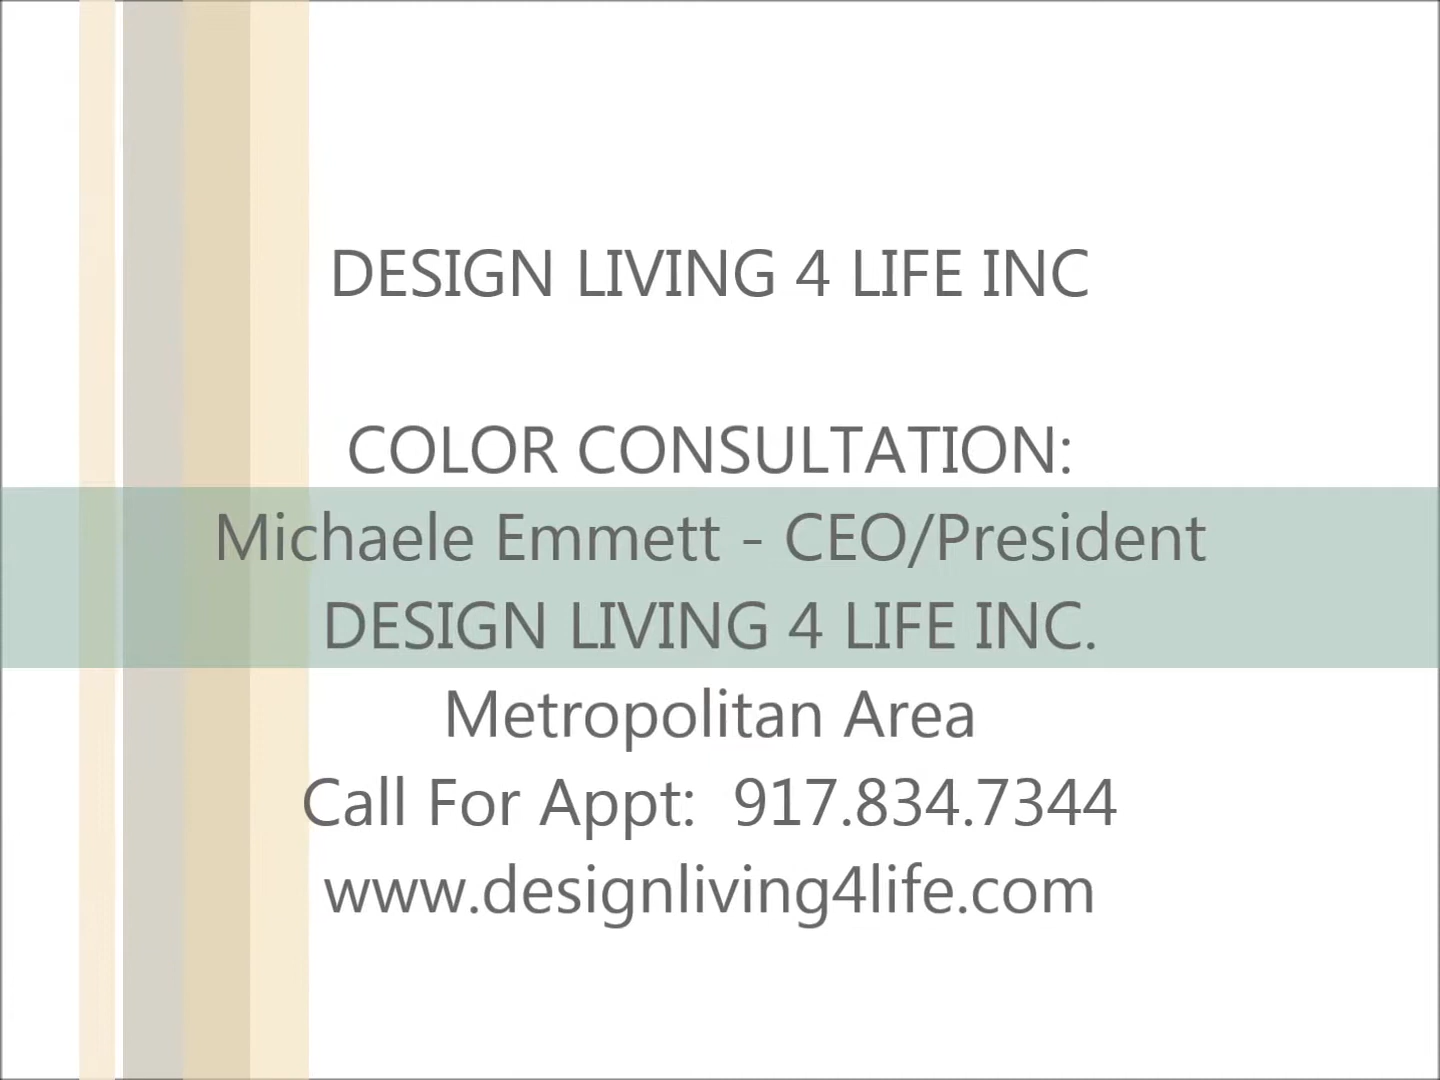 DESIGN LIVING 4 LIFE INC
COLOR CONSULTATION:
Michaele Emmett - CEO/President
DESIGN LIVING 4 LIFE INC.
Metropolitan Area
Call For Appt:  917.834.7344
www.designliving4life.com